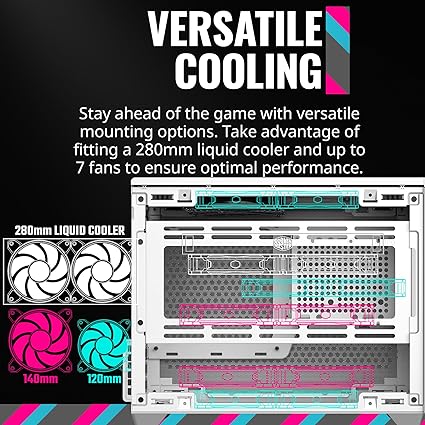 VERSATILE
COOLING
Stay ahead of the game with versatile
mounting options. Take advantage of
fitting a 280mm liquid cooler and up to
7 fans to ensure optimal performance.
280mm LIQUID COOLER
140mm
120mm